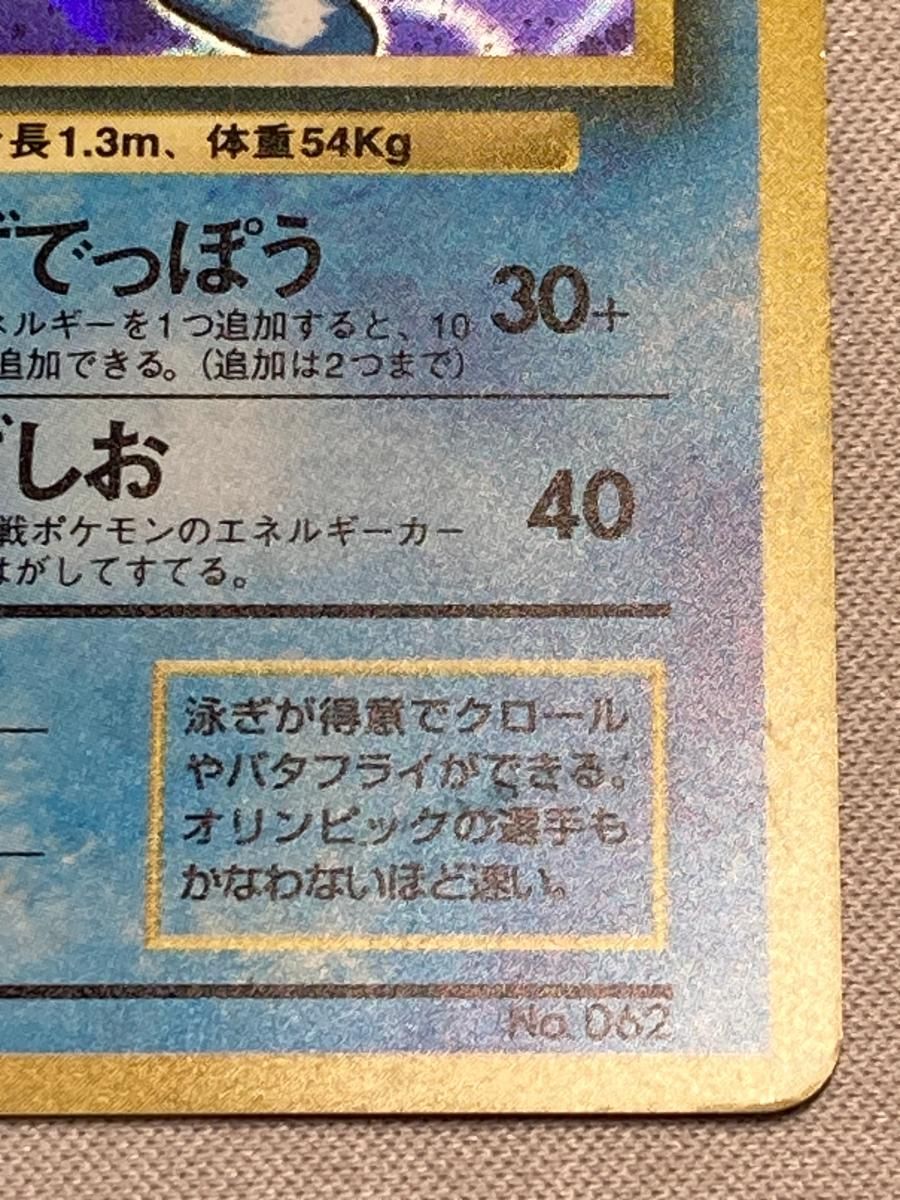 長1.3m、体重54Kg
でっぽう 30+
ネルギーを1つ追加すると、10
追加できる。（追加は2つまで）
しお 40
戦ポケモンのエネルギーカー
はがしてすてる。
泳ぎが得意でクロール
やバタフライができる。
オリンピックの選手も
かなわないほど速い。
No.062